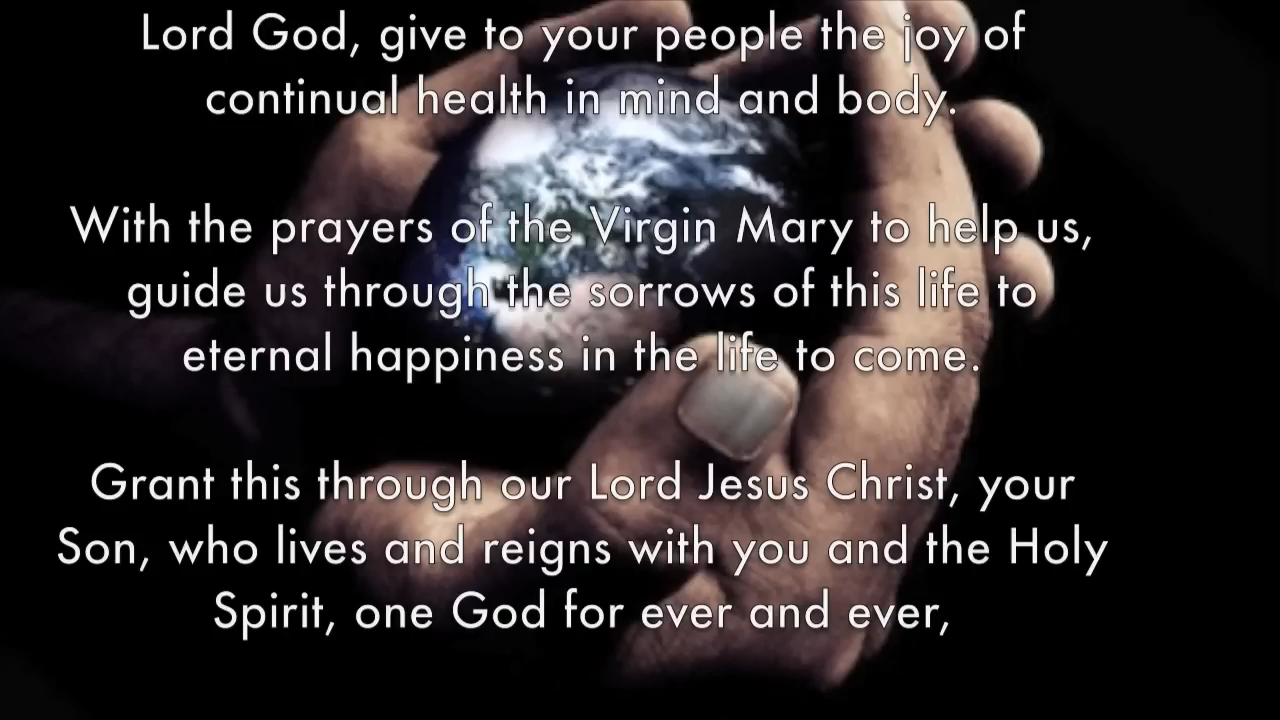 Lord God, give to your people the joy of
continual health in mind and body.
With the prayers of the Virgin Mary to help us,
guide us through the sorrows of this life to
eternal happiness in the life to come.
Grant this through our Lord Jesus Christ, your
Son, who lives and reigns with you and the Holy
Spirit, one God for ever and ever,